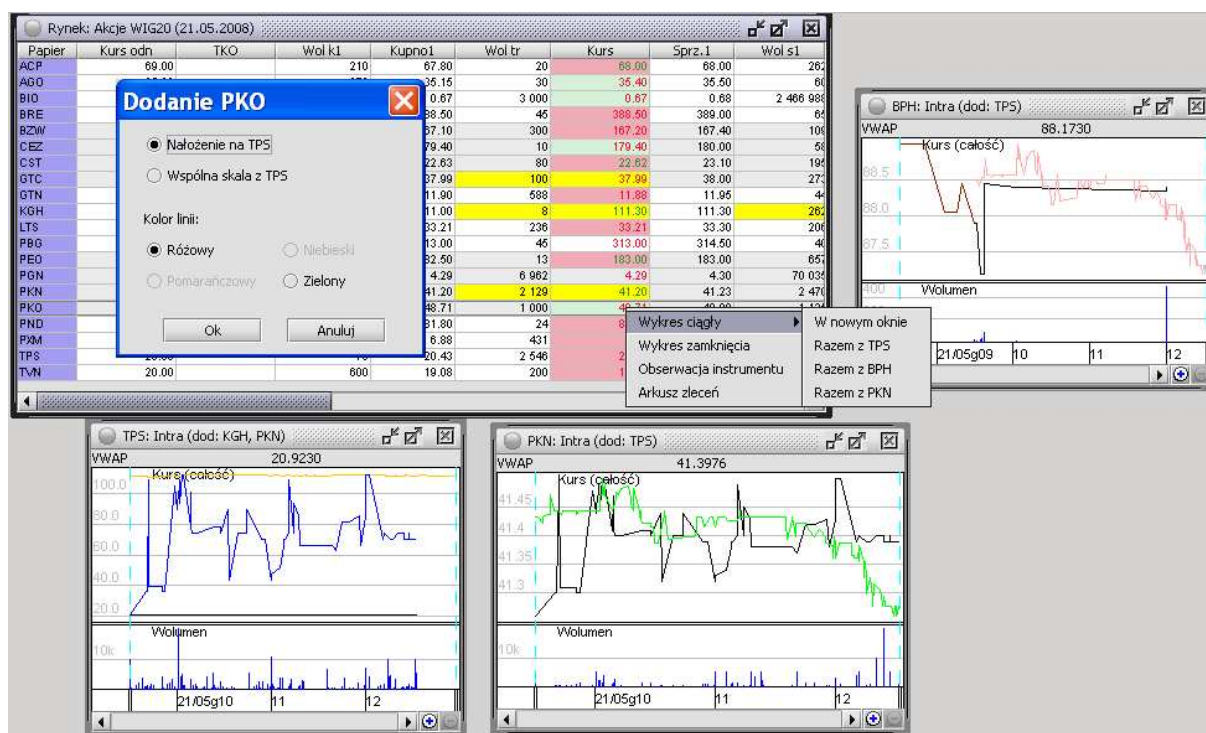 Rynek: Akcje WIG20 (21.05.2008)
Papier Kurs odn TKO Wol k1 Kupno1 Wol tr Kurs Sprz.1 Wol s1
ACP 69.00 210 67.80 20 68.00 68.00 262
AGO 35.15 30 35.40 35.50 60
BIO 0.67 3 000 0.67 0.68 2 466 988
BRE 88.50 45 388.50 389.00 65
BZW 67.10 300 167.20 167.40 109
CEZ 79.40 10 179.40 180.00 58
CST 22.63 80 22.62 23.10 195
GTC 37.99 100 37.99 38.00 273
GTN 11.90 588 11.88 11.95 44
KGH 11.00 8 111.30 111.30 262
LTS 33.21 236 33.21 33.30 206
PBG 13.00 45 313.00 314.50 40
PEO 82.50 13 183.00 183.00 657
PGN 4.29 6 962 4.29 4.30 70 035
PKN 41.20 2 129 41.20 41.23 2 470
PKO 48.71 1 000
PND 81.80 24
PXM 6.88 431
TPS 20.43 2 546
TVN 20.00 600 19.08 200
Dodanie PKO
Nałożenie na TPS
Wspólna skala z TPS
Kolor linii:
Różowy Niebieski
Pomarańczowy Zielony
Ok Anuluj
Wykres ciągły
Wykres zamknięcia
Obserwacja instrumentu
Arkusz zleceń
W nowym oknie
Razem z TPS
Razem z BPH
Razem z PKN
BPH: Intra (dod: TPS)
VWAP 88.1730
Kurs (całość)
88.5
88.0
87.5
400 Wolumen
21/05g09 10 11 12
TPS: Intra (dod: KGH, PKN)
VWAP 20.9230
Kurs (całość)
100.0
80.0
60.0
40.0
20.0
Wolumen
10k
21/05g10 11 12
PKN: Intra (dod: TPS)
VWAP 41.3976
Kurs (całość)
41.45
41.4
41.35
41.3
Wolumen
10k
21/05g10 11 12